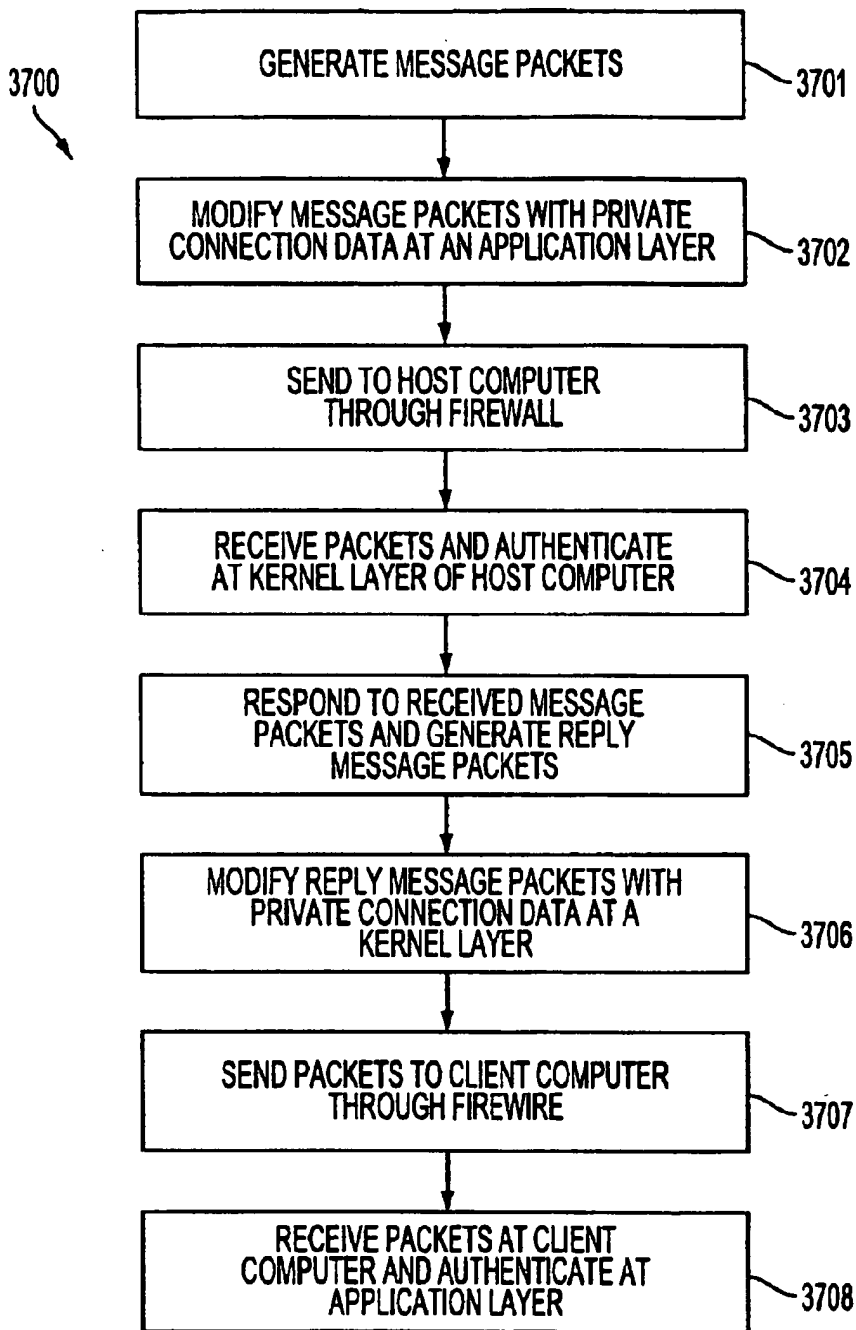 GENERATE MESSAGE PACKETS
3700
3701
MODIFY MESSAGE PACKETS WITH PRIVATE
CONNECTION DATA AT AN APPLICATION LAYER
3702
SEND TO HOST COMPUTER
THROUGH FIREWALL
3703
RECEIVE PACKETS AND AUTHENTICATE
AT KERNEL LAYER OF HOST COMPUTER
3704
RESPOND TO RECEIVED MESSAGE
PACKETS AND GENERATE REPLY
MESSAGE PACKETS
3705
MODIFY REPLY MESSAGE PACKETS WITH
PRIVATE CONNECTION DATA AT A
KERNEL LAYER
3706
SEND PACKETS TO CLIENT COMPUTER
THROUGH FIREWIRE
3707
RECEIVE PACKETS AT CLIENT
COMPUTER AND AUTHENTICATE AT
APPLICATION LAYER
3708